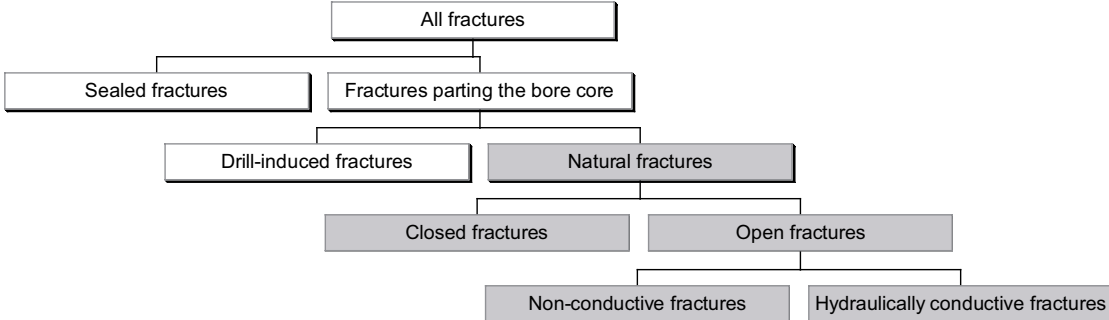 All fractures
Sealed fractures
Fractures parting the bore core
Drill-induced fractures
Natural fractures
Closed fractures
Open fractures
Non-conductive fractures
Hydraulically conductive fractures